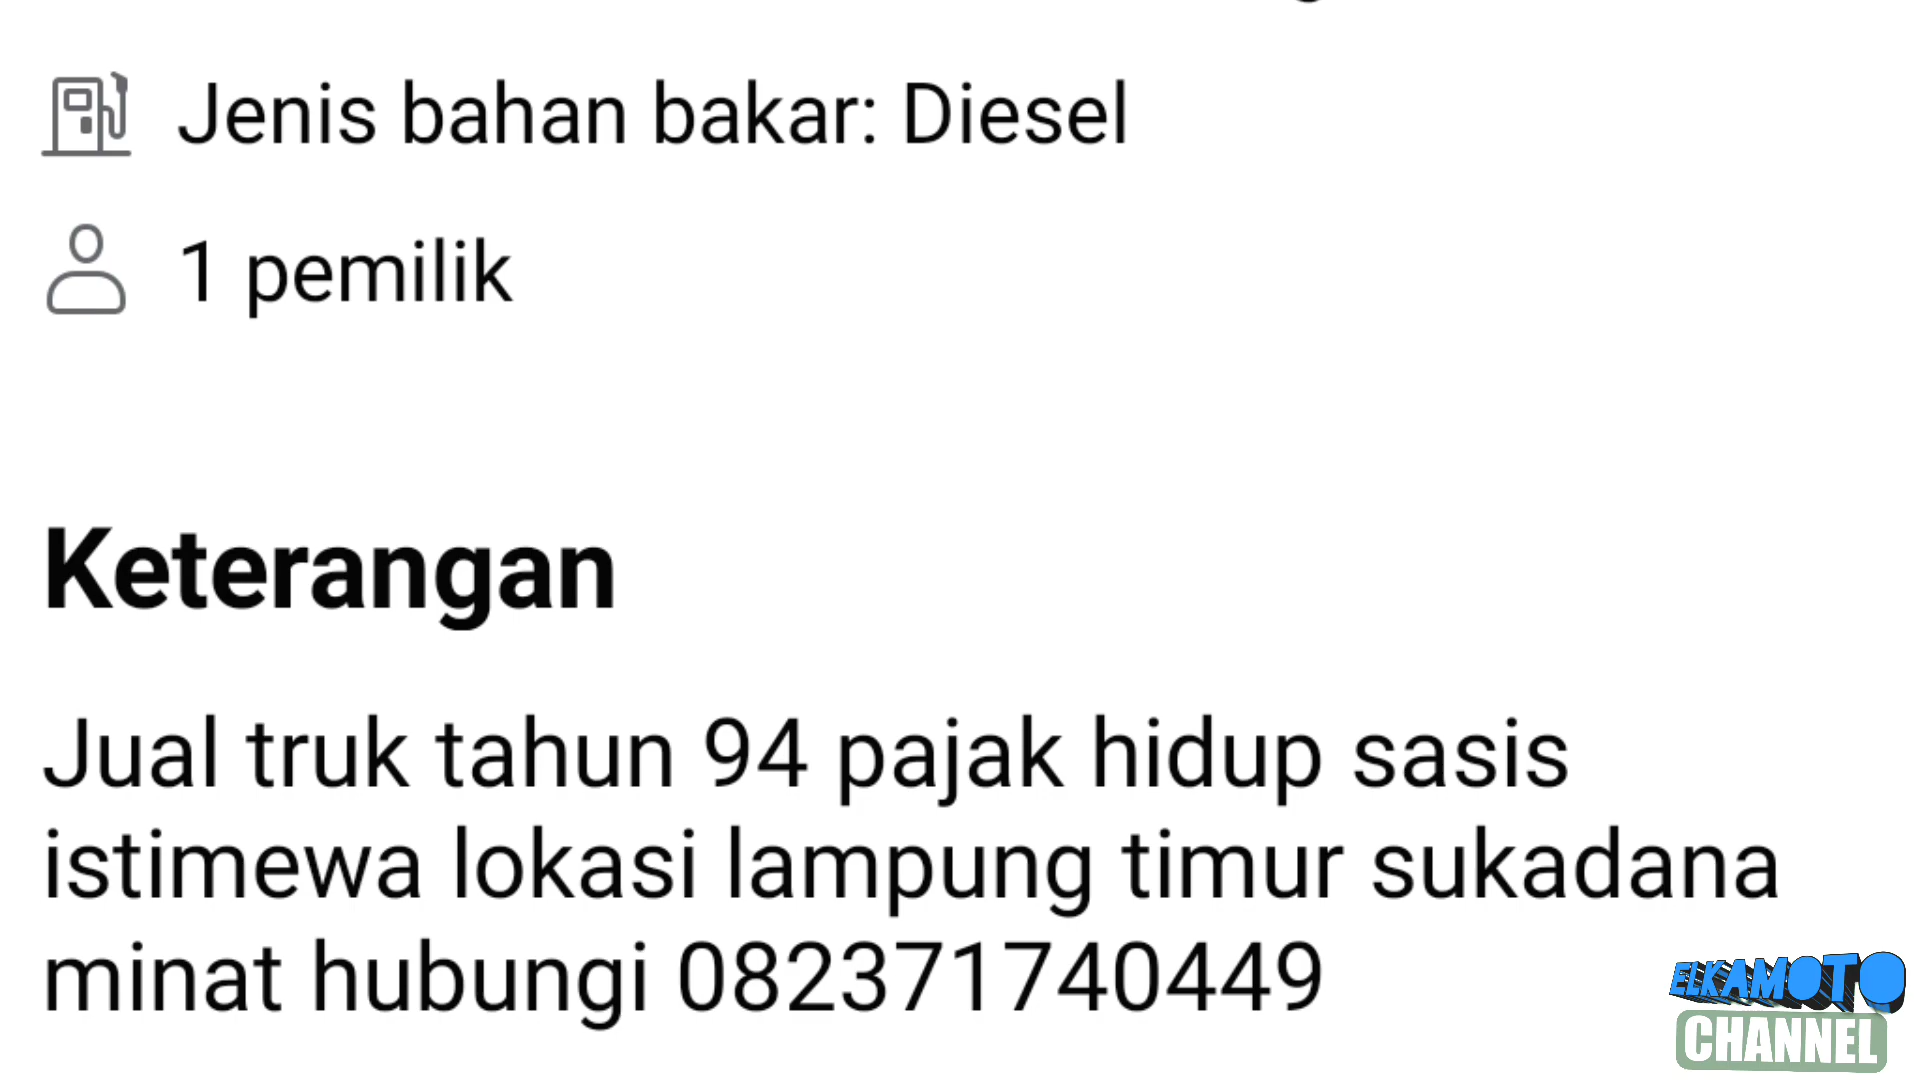 Jenis bahan bakar: Diesel
1 pemilik
Keterangan
Jual truk tahun 94 pajak hidup sasis
istimewa lokasi lampung timur sukadana
minat hubungi 082371740449
ELKAMOTO
CHANNEL